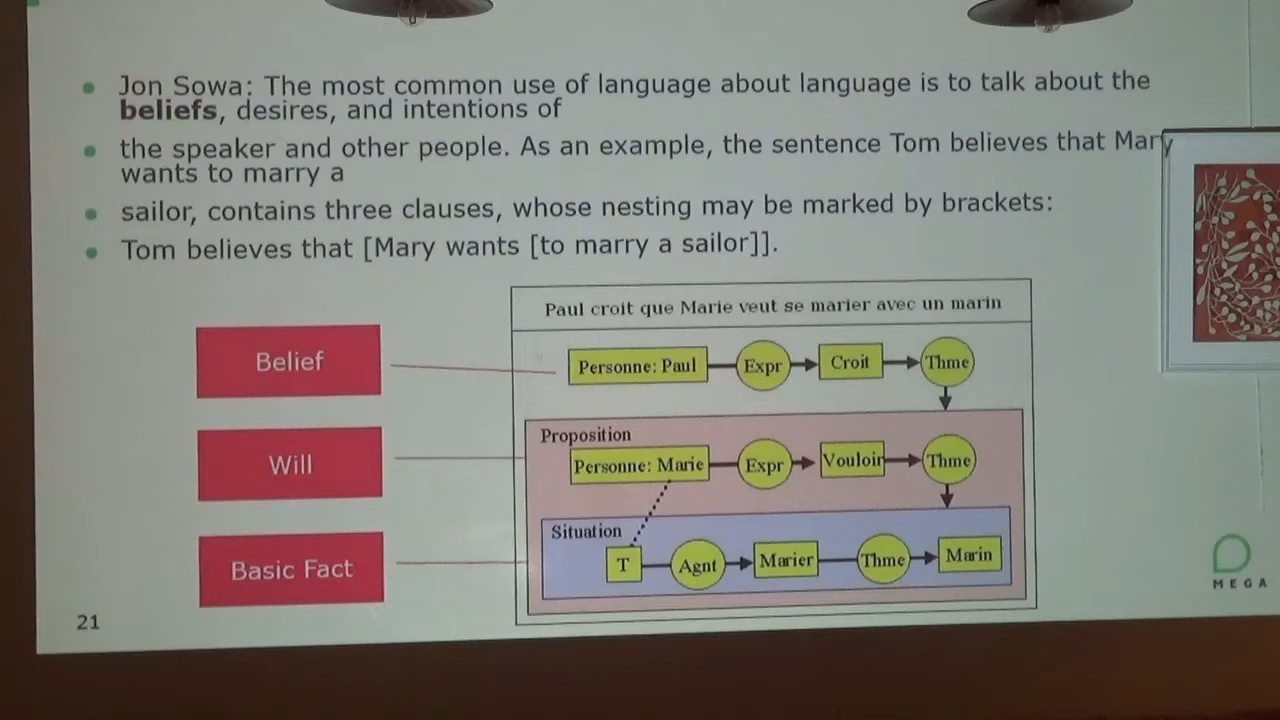 Jon Sowa: The most common use of language about language is to talk about the
beliefs, desires, and intentions of
the speaker and other people. As an example, the sentence Tom believes that Mary
wants to marry a
sailor, contains three clauses, whose nesting may be marked by brackets:
Tom believes that [Mary wants [to marry a sailor]].
Paul croit que Marie veut se marier avec un marin
Belief
Personne: Paul Expr Croit Thme
Proposition
Will
Personne: Marie Expr Vouloir Thme
Situation
Basic Fact
T Agnt Marier Thme Marin
MEGA
21